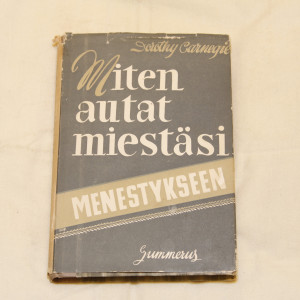 Dorothy Carnegie
Miten
autat
miestäsi
MENESTYKSEEN
Gummerus